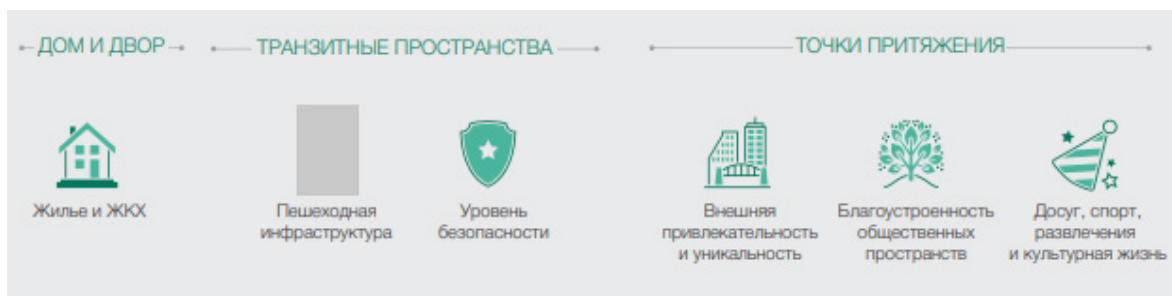 ДОМ И ДВОР
ТРАНЗИТНЫЕ ПРОСТРАНСТВА
ТОЧКИ ПРИТЯЖЕНИЯ
Жилье и ЖКХ
Пешеходная
инфраструктура
Уровень
безопасности
Внешняя
привлекательность
и уникальность
Благоустроенность
общественных
пространств
Досуг, спорт,
развлечения
и культурная жизнь